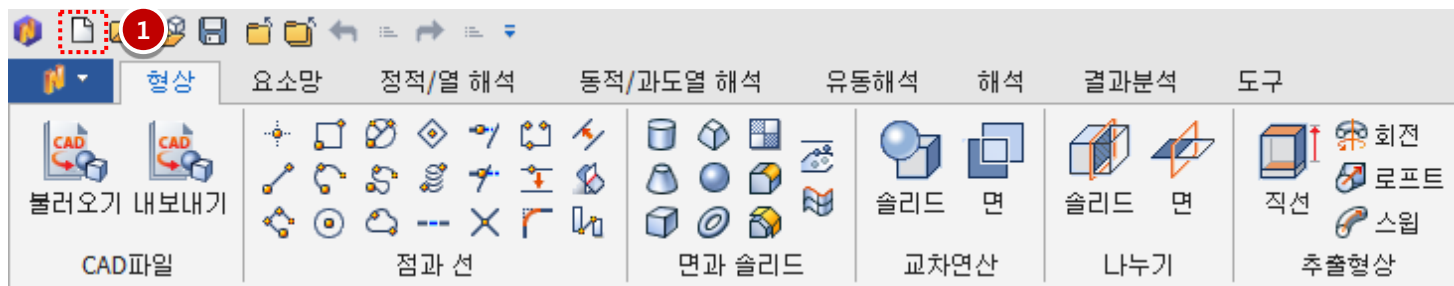 1
형상 요소망 정적/열 해석 동적/과도열 해석 유동해석 해석 결과분석 도구
CAD CAD
회전
로프트
불러오기 내보내기 솔리드 면 솔리드 면 직선
스윕
CAD파일 점과 선 면과 솔리드 교차연산 나누기 추출형상